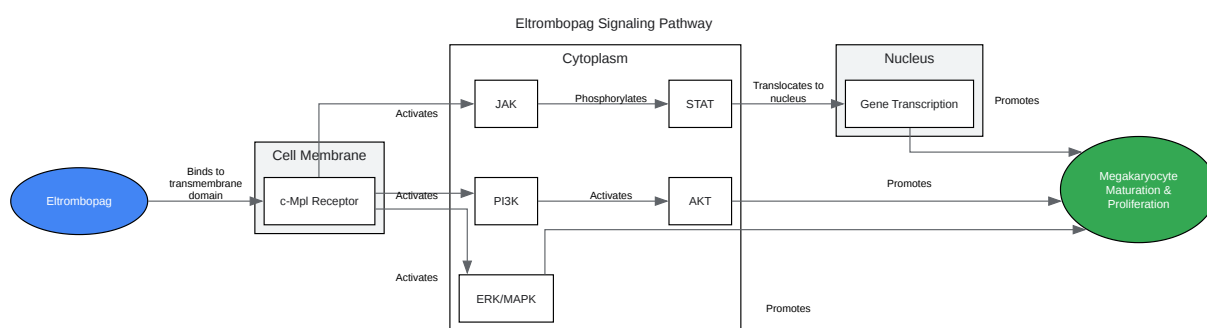 Eltrombopag Signaling Pathway
Cytoplasm
Nucleus
JAK
Phosphorylates
STAT
Translocates to
nucleus
Gene Transcription
Promotes
Activates
Cell Membrane
Eltrombopag
Binds to
transmembrane
domain
c-Mpl Receptor
Activates
PI3K
Activates
AKT
Promotes
Megakaryocyte
Maturation &
Proliferation
Activates
ERK/MAPK
Promotes